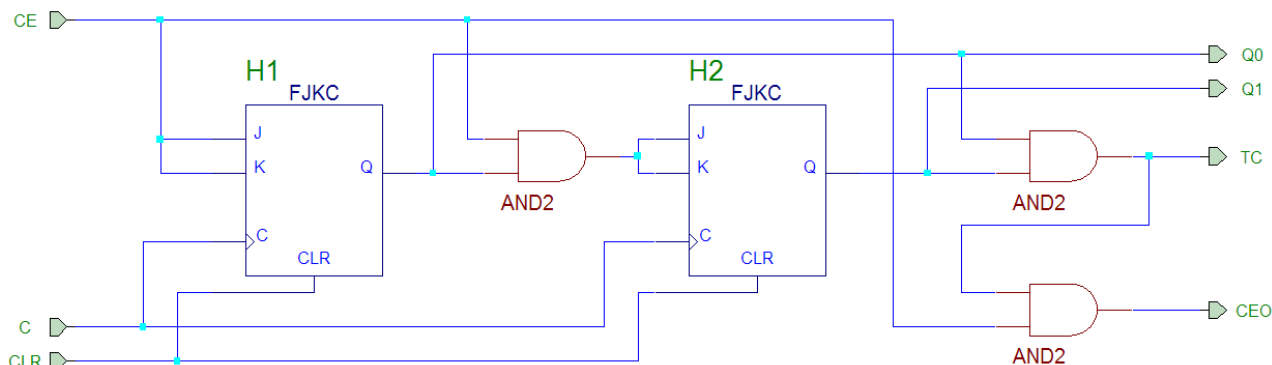 CE
Q0
H1
H2
Q1
FJKC
FJKC
J
J
K
Q
K
Q
TC
AND2
AND2
C
C
CLR
CLR
CEO
C
AND2
CLR